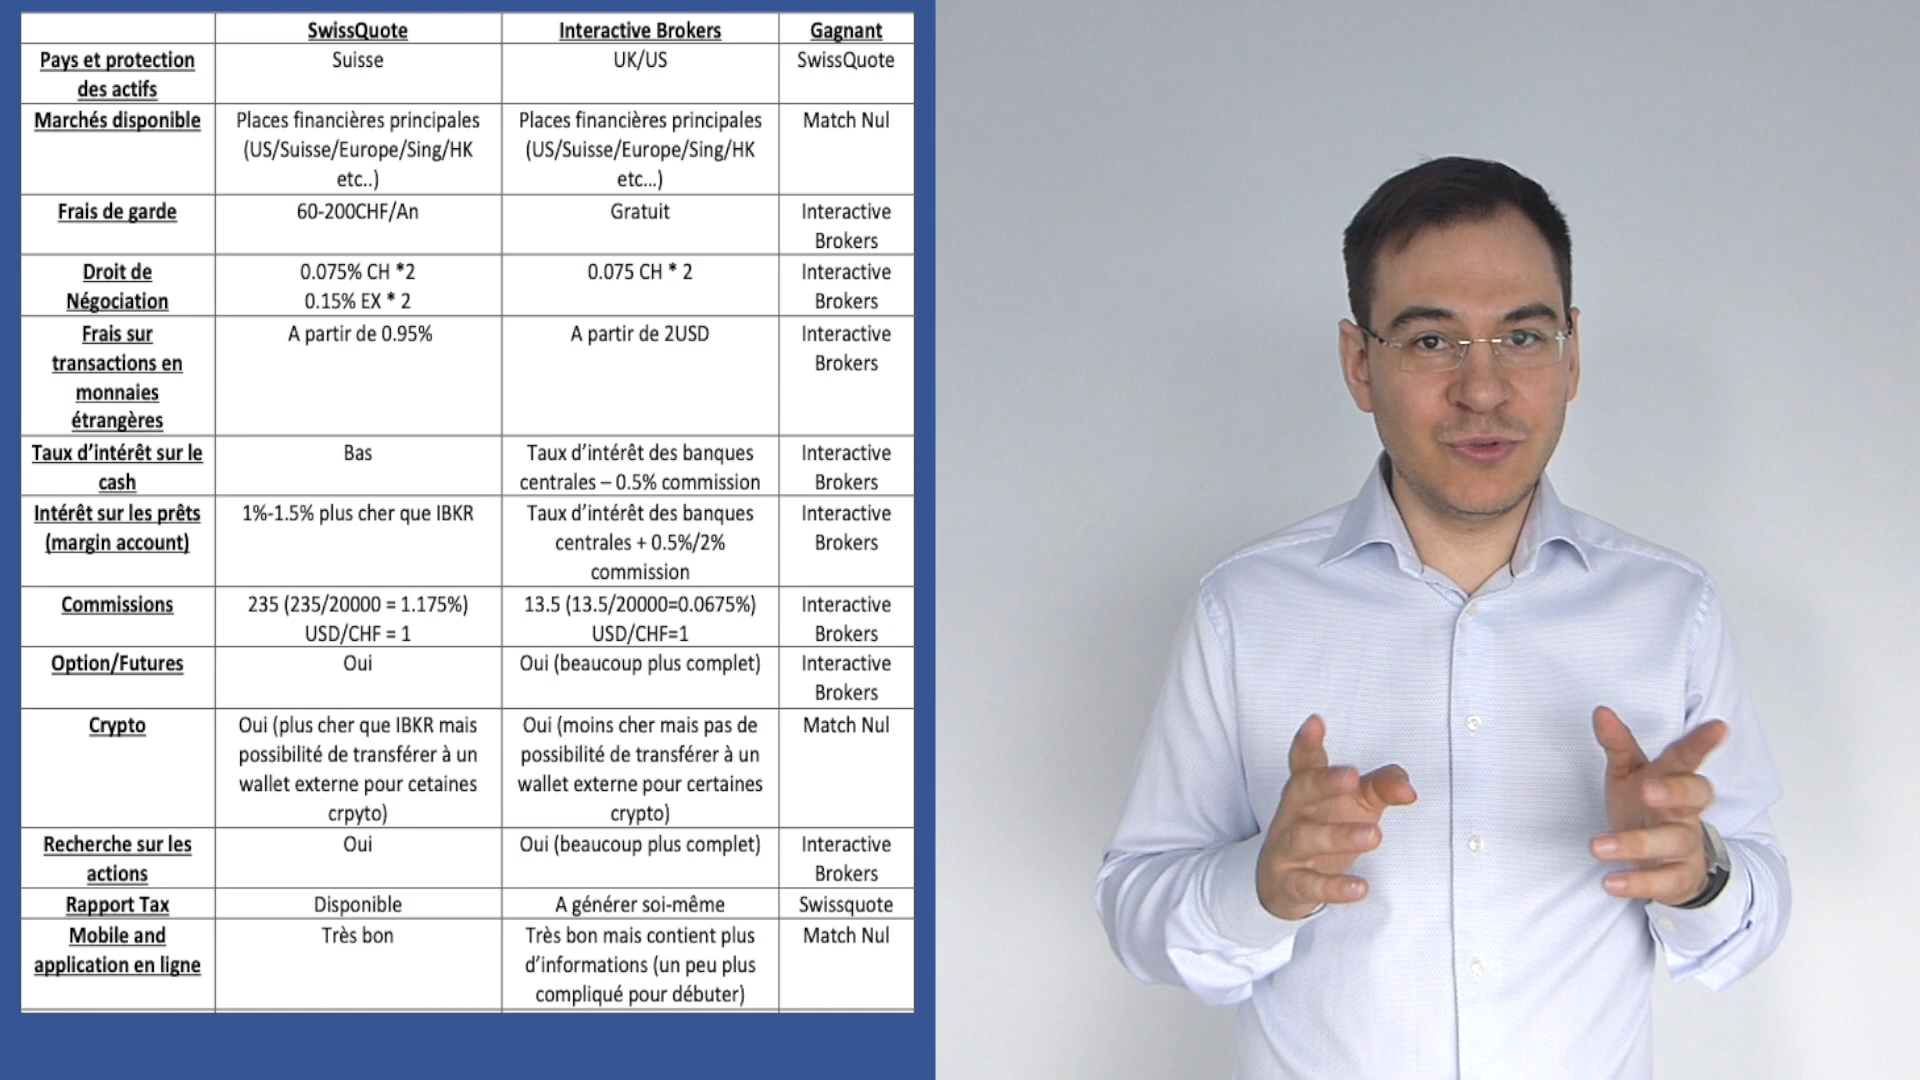 SwissQuote Interactive Brokers Gagnant
Pays et protection des actifs Suisse UK/US SwissQuote
Marchés disponible Places financières principales (US/Suisse/Europe/Sing/HK etc..) Places financières principales (US/Suisse/Europe/Sing/HK etc...) Match Nul
Frais de garde 60-200CHF/An Gratuit Interactive Brokers
Droit de Négociation 0.075% CH *2 0.15% EX * 2 0.075 CH * 2 Interactive Brokers
Frais sur transactions en monnaies étrangères A partir de 0.95% A partir de 2USD Interactive Brokers
Taux d’intérêt sur le cash Bas Taux d’intérêt des banques centrales – 0.5% commission Interactive Brokers
Intérêt sur les prêts (margin account) 1%-1.5% plus cher que IBKR Taux d’intérêt des banques centrales + 0.5%/2% commission Interactive Brokers
Commissions 235 (235/20000 = 1.175%) USD/CHF = 1 13.5 (13.5/20000=0.0675%) USD/CHF=1 Interactive Brokers
Option/Futures Oui Oui (beaucoup plus complet) Interactive Brokers
Crypto Oui (plus cher que IBKR mais possibilité de transférer à un wallet externe pour cetaines crpyto) Oui (moins cher mais pas de possibilité de transférer à un wallet externe pour certaines crypto) Match Nul
Recherche sur les actions Oui Oui (beaucoup plus complet) Interactive Brokers
Rapport Tax Disponible A générer soi-même Swissquote
Mobile and application en ligne Très bon Très bon mais contient plus d’informations (un peu plus compliqué pour débuter) Match Nul